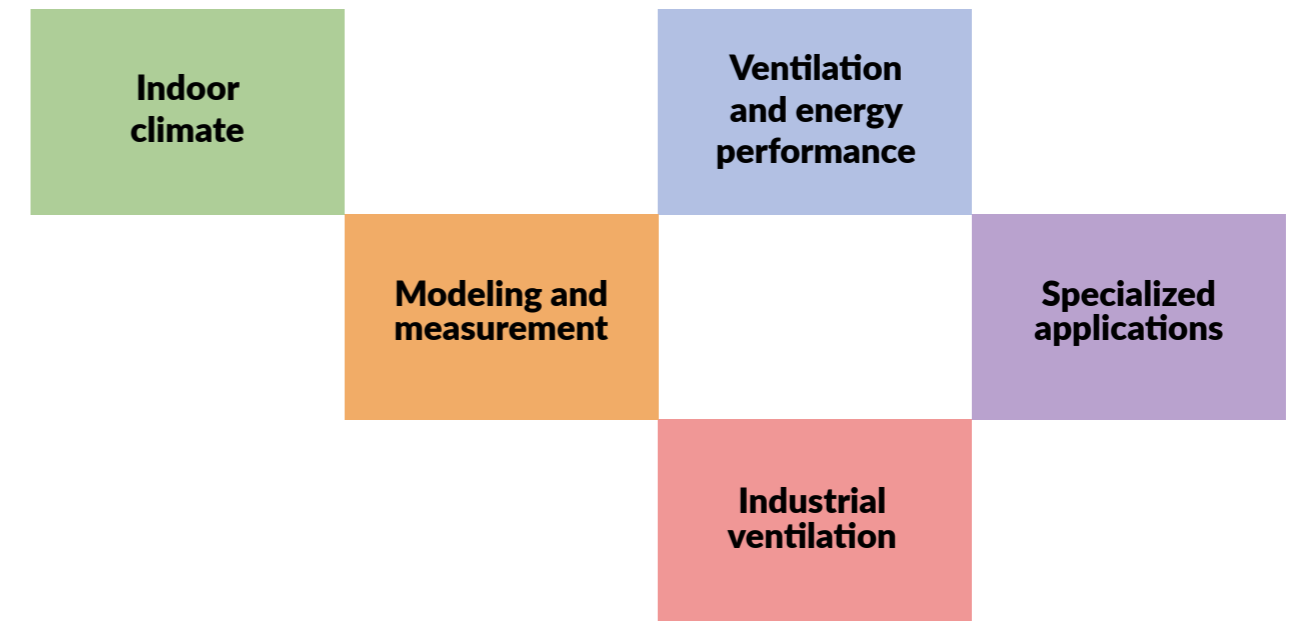 Indoor
climate
Ventilation
and energy
performance
Modeling and
measurement
Specialized
applications
Industrial
ventilation